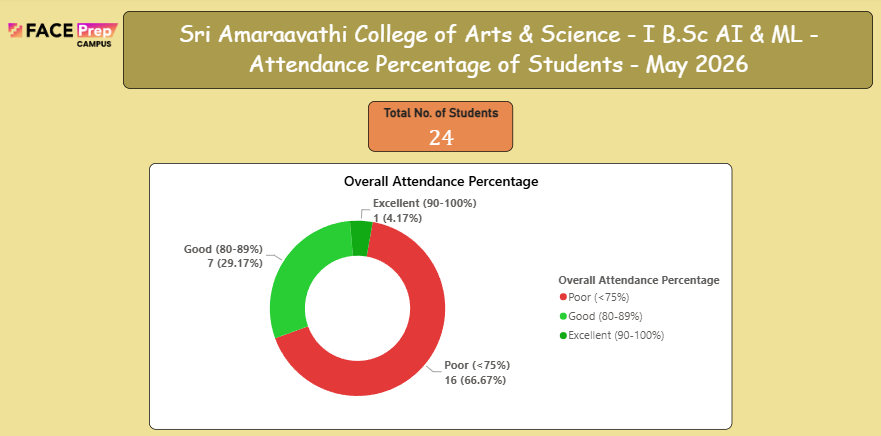 FACE Prep
CAMPUS
Sri Amaraavathi College of Arts & Science - I B.Sc AI & ML -
Attendance Percentage of Students - May 2026
Total No. of Students
24
Overall Attendance Percentage
Excellent (90-100%)
1 (4.17%)
Good (80-89%)
7 (29.17%)
Poor (<75%)
16 (66.67%)
Overall Attendance Percentage
Poor (<75%)
Good (80-89%)
Excellent (90-100%)